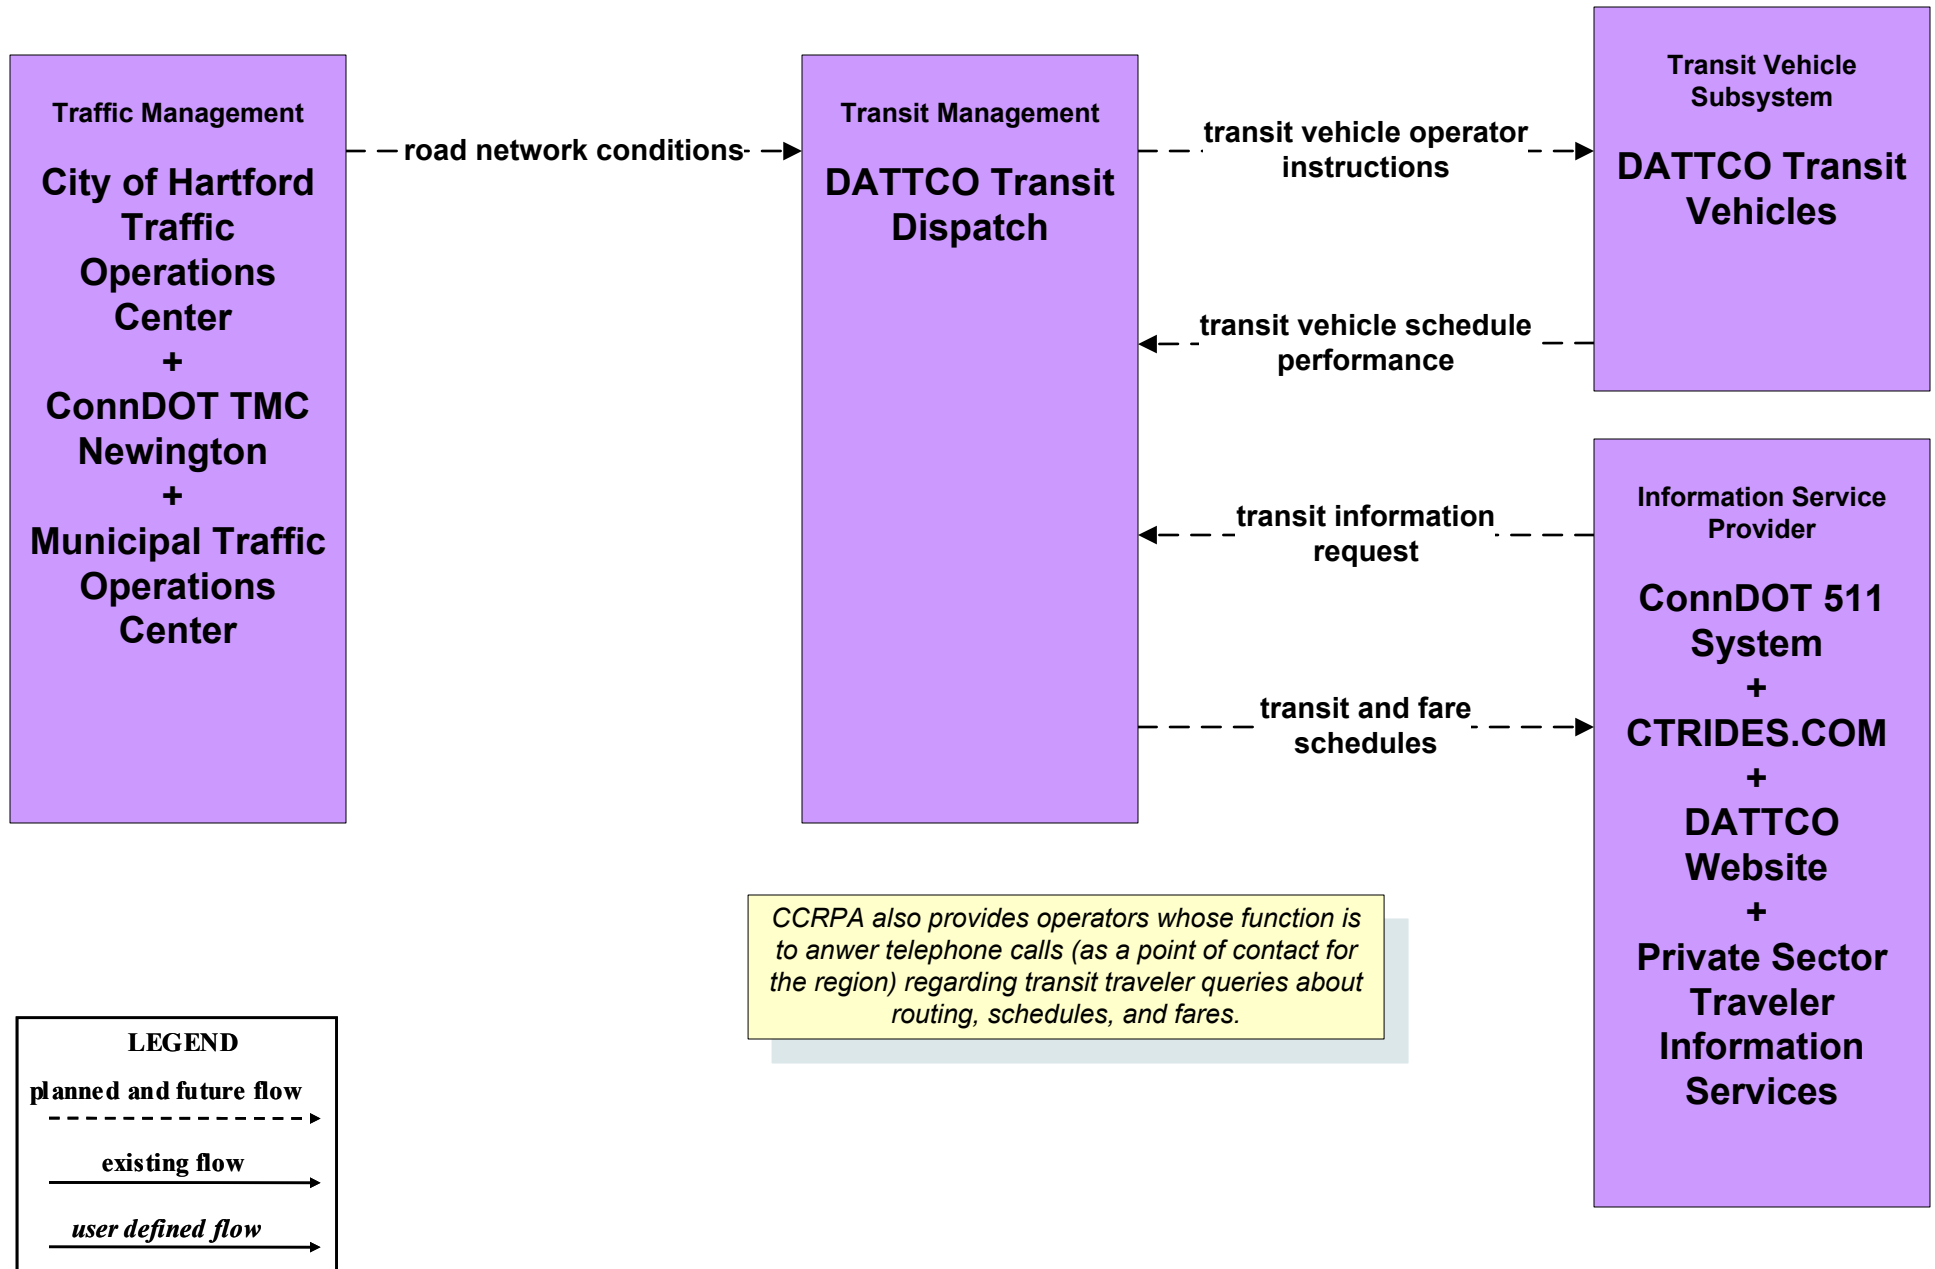 Traffic Management
City of Hartford
Traffic
Operations
Center
+
ConnDOT TMC
Newington
+
Municipal Traffic
Operations
Center
road network conditions
Transit Management
DATTCO Transit
Dispatch
transit vehicle operator
instructions
transit vehicle schedule
performance
transit information
request
transit and fare
schedules
Transit Vehicle
Subsystem
DATTCO Transit
Vehicles
Information Service
Provider
ConnDOT 511
System
+
CTRIDES.COM
+
DATTCO
Website
+
Private Sector
Traveler
Information
Services
CCRPA also provides operators whose function is
to anwer telephone calls (as a point of contact for
the region) regarding transit traveler queries about
routing, schedules, and fares.
LEGEND
planned and future flow
existing flow
user defined flow